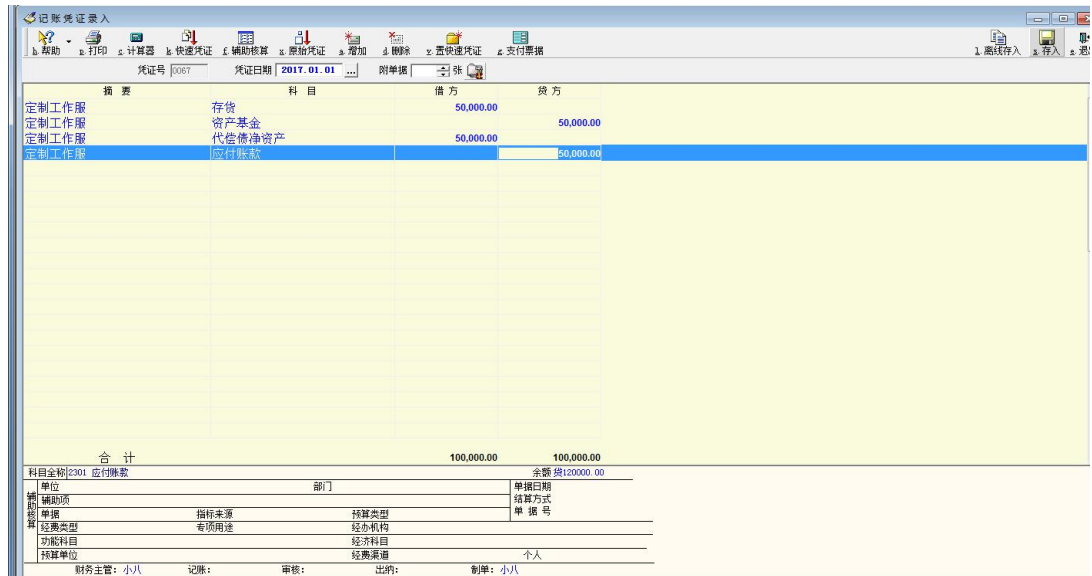 记账凭证录入
h.帮助 p.打印 c.计算器 k.快速凭证 f.辅助核算 g.原始凭证 a.增加 d.删除 v.置快速凭证 z.支付票据 l.离线存入 s.存入
凭证号 0067 凭证日期 2017.01.01 ... 附单据 张
摘 要 科 目 借 方 贷 方
定制工作服 存货 50,000.00
定制工作服 资产基金 50,000.00
定制工作服 代偿债净资产 50,000.00
定制工作服 应付账款 50,000.00
合 计 100,000.00 100,000.00
科目全称 2301 应付账款 余额 贷120000.00
辅助核算
单位 部门 单据日期
辅助项 结算方式
单据 指标来源 预算类型 单 据 号
经费类型 专项用途 经办机构
功能科目 经济科目
预算单位 经费渠道 个人
财务主管: 小八 记账: 审核: 出纳: 制单: 小八